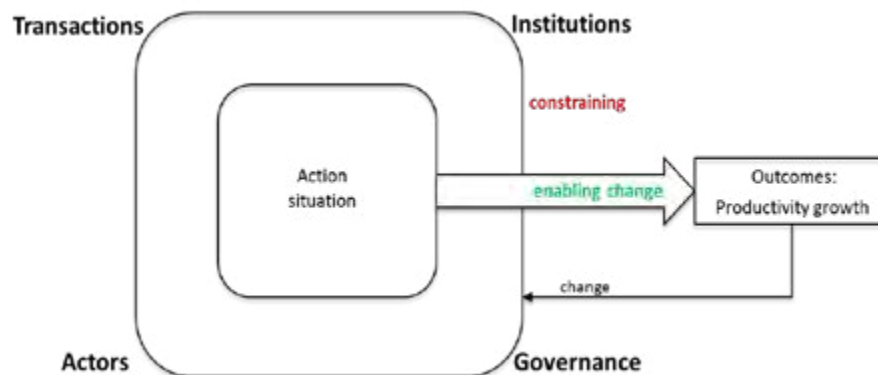 Transactions
Institutions
constraining
Action
situation
enabling change
Outcomes:
Productivity growth
change
Actors
Governance